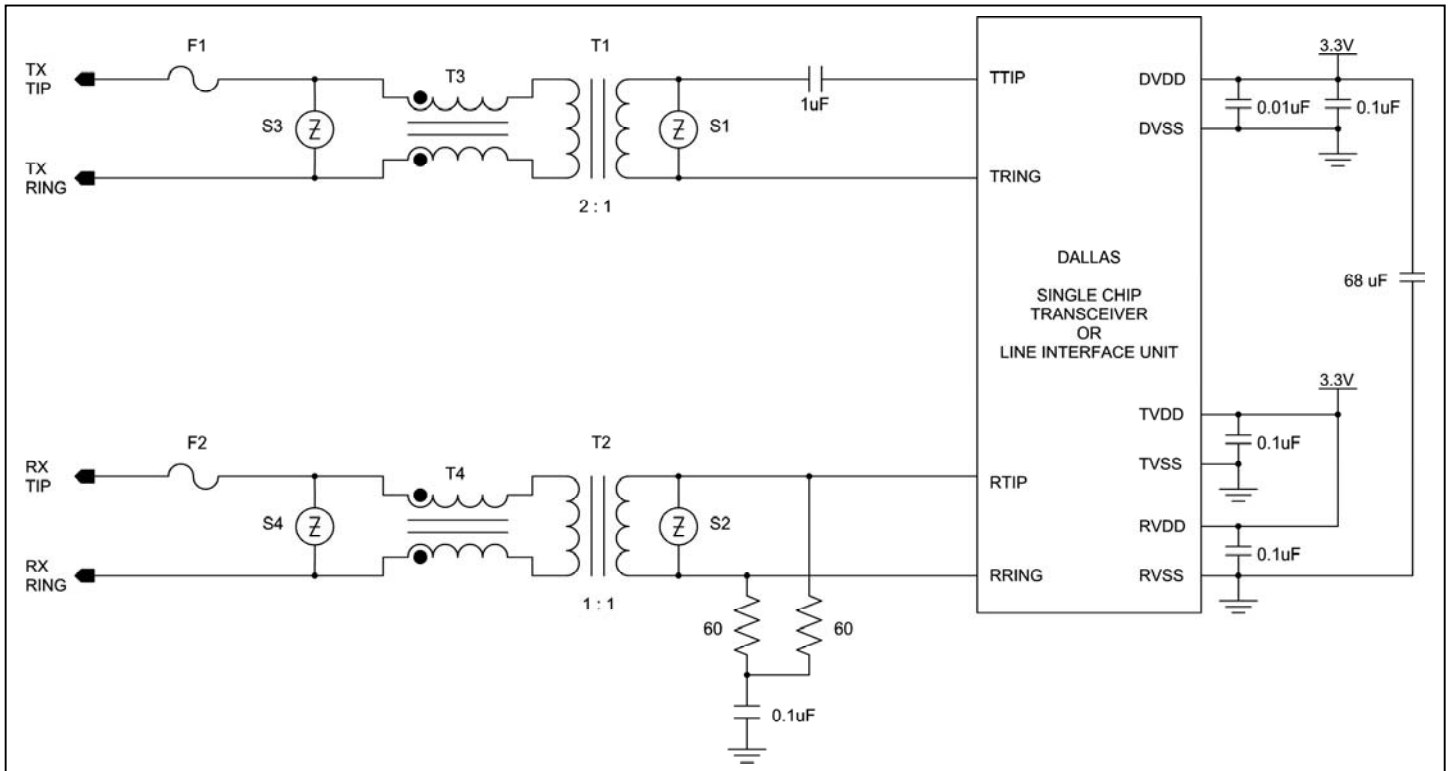 F1
T1
TX
TIP
T3
S3
S1
1uF
TX
RING
2 : 1
TTIP
TRING
DVDD
DVSS
3.3V
0.01uF
0.1uF
DALLAS
SINGLE CHIP
TRANSCEIVER
OR
LINE INTERFACE UNIT
68 uF
3.3V
TVDD
0.1uF
TVSS
RVDD
0.1uF
RVSS
F2
T2
RX
TIP
T4
S4
S2
RX
RING
1 : 1
RTIP
RRING
60
60
0.1uF